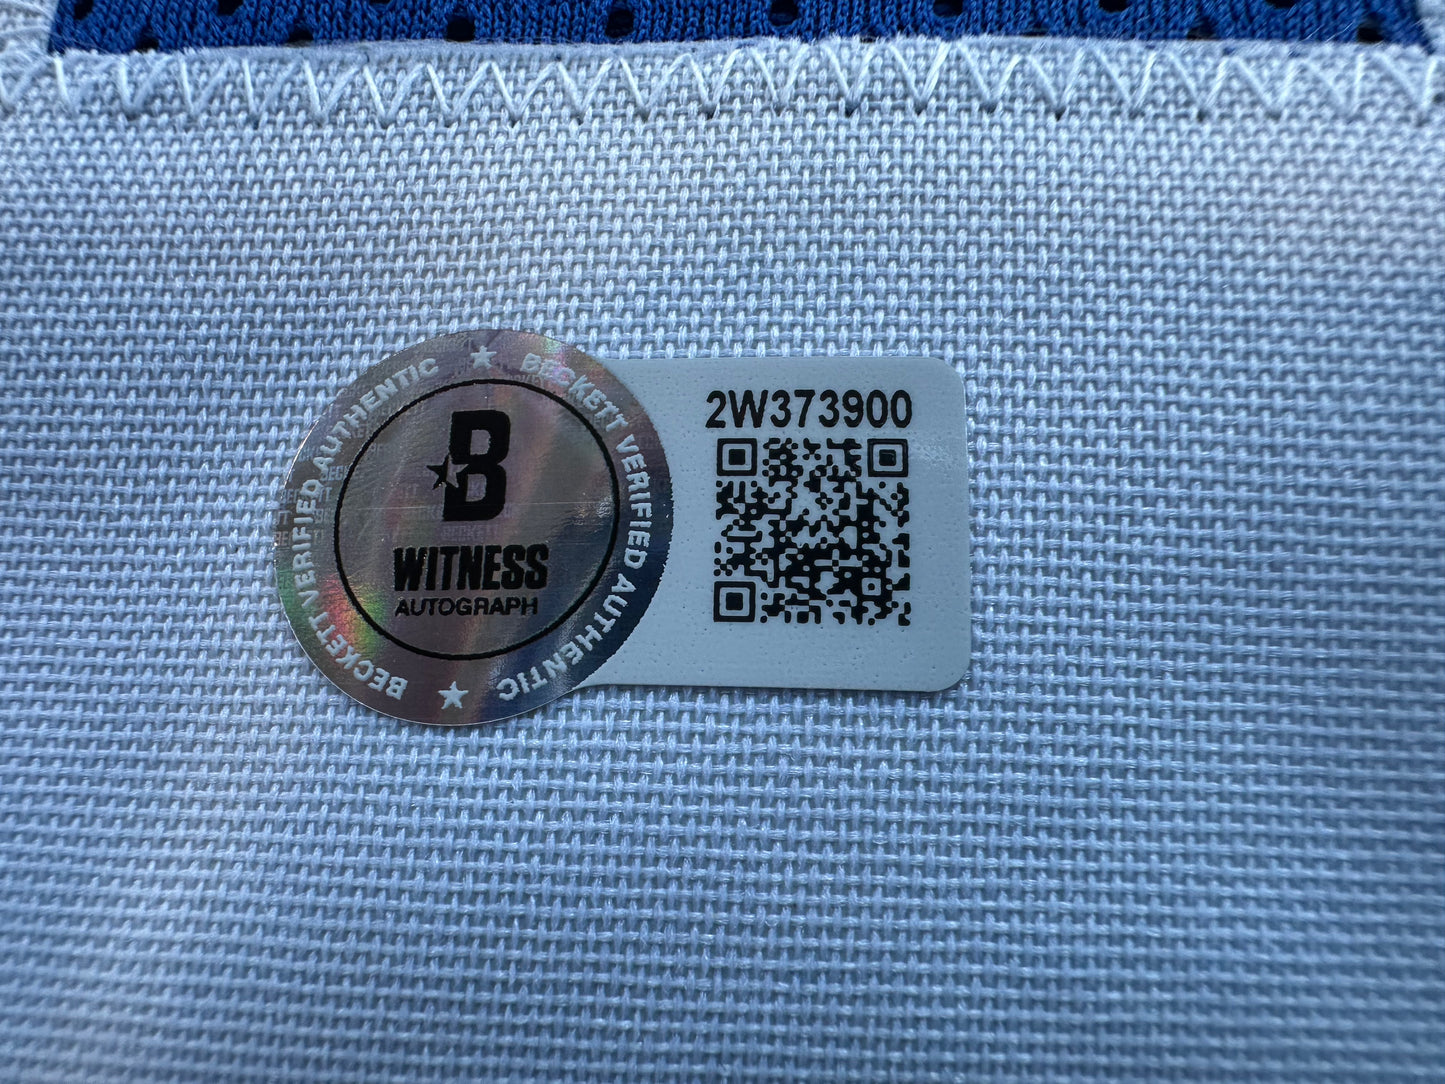 BECKETT VERIFIED AUTHENTIC ★ BECKETT VERIFIED AUTHENTIC ★
B
WITNESS
AUTOGRAPH
2W373900